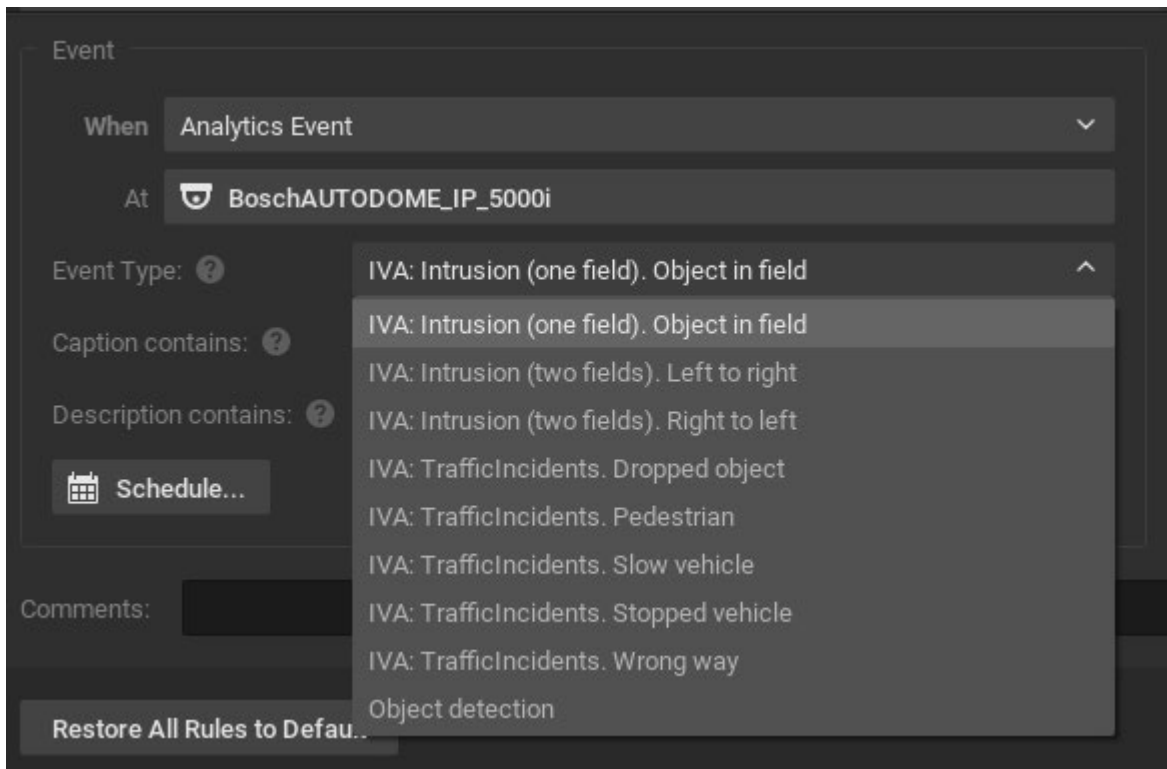 Event
When Analytics Event
At BoschAUTODOME_IP_5000i
Event Type: ? IVA: Intrusion (one field). Object in field
IVA: Intrusion (one field). Object in field
Caption contains: ?
IVA: Intrusion (two fields). Left to right
IVA: Intrusion (two fields). Right to left
Description contains: ?
IVA: TrafficIncidents. Dropped object
Schedule...
IVA: TrafficIncidents. Pedestrian
IVA: TrafficIncidents. Slow vehicle
Comments:
IVA: TrafficIncidents. Stopped vehicle
IVA: TrafficIncidents. Wrong way
Object detection
Restore All Rules to